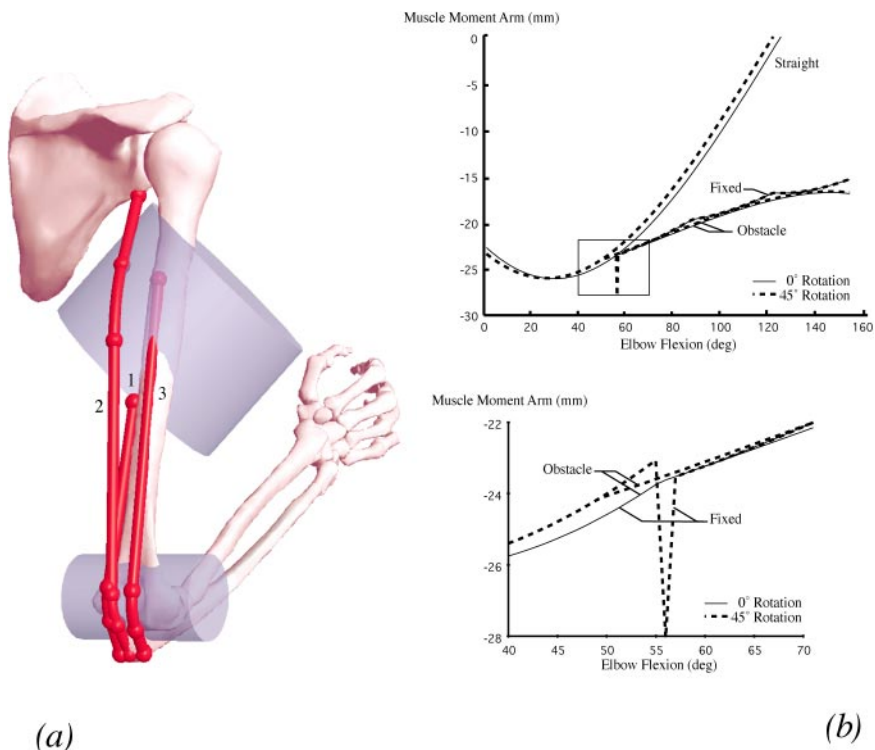 1
2
3
(a)
Muscle Moment Arm (mm)
0
-5
-10
-15
-20
-25
-30
Straight
Fixed
Obstacle
0° Rotation
45° Rotation
0 20 40 60 80 100 120 140 160
Elbow Flexion (deg)
Muscle Moment Arm (mm)
-22
-24
-26
-28
Obstacle
Fixed
0° Rotation
45° Rotation
40 45 50 55 60 65 70
Elbow Flexion (deg)
(b)